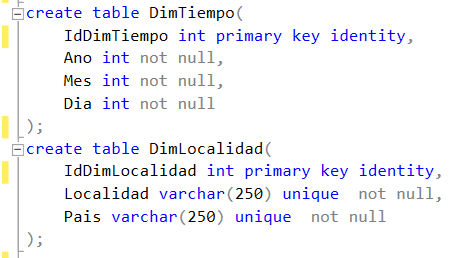 create table DimTiempo(
IdDimTiempo int primary key identity,
Ano int not null,
Mes int not null,
Dia int not null
);
create table DimLocalidad(
IdDimLocalidad int primary key identity,
Localidad varchar(250) unique  not null,
Pais varchar(250) unique  not null
);